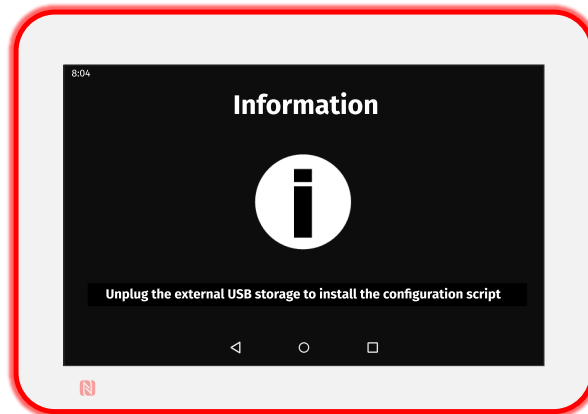 8:04
Information
i
Unplug the external USB storage to install the configuration script